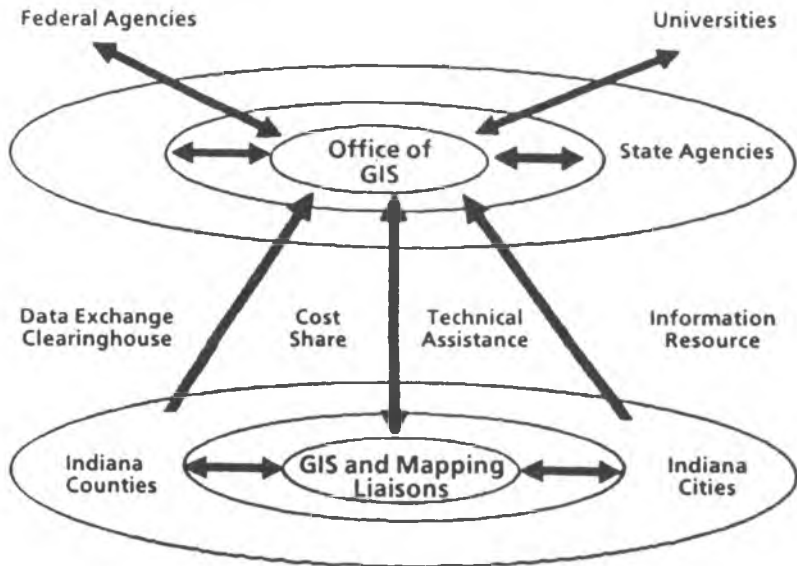 Federal Agencies
Universities
Office of
GIS
State Agencies
Data Exchange
Clearinghouse
Cost
Share
Technical
Assistance
Information
Resource
Indiana
Counties
GIS and Mapping
Liaisons
Indiana
Cities